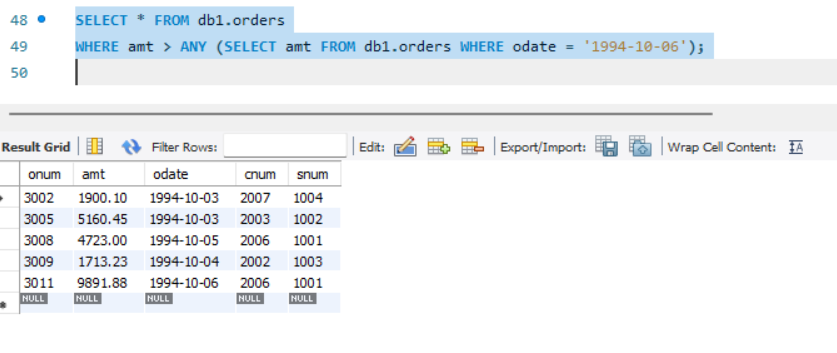 48 SELECT * FROM db1.orders
49 WHERE amt > ANY (SELECT amt FROM db1.orders WHERE odate = '1994-10-06');
50
Result Grid Filter Rows: Edit: Export/Import: Wrap Cell Content: IA
onum amt odate cnum snum
3002 1900.10 1994-10-03 2007 1004
3005 5160.45 1994-10-03 2003 1002
3008 4723.00 1994-10-05 2006 1001
3009 1713.23 1994-10-04 2002 1003
3011 9891.88 1994-10-06 2006 1001
NULL NULL NULL NULL NULL